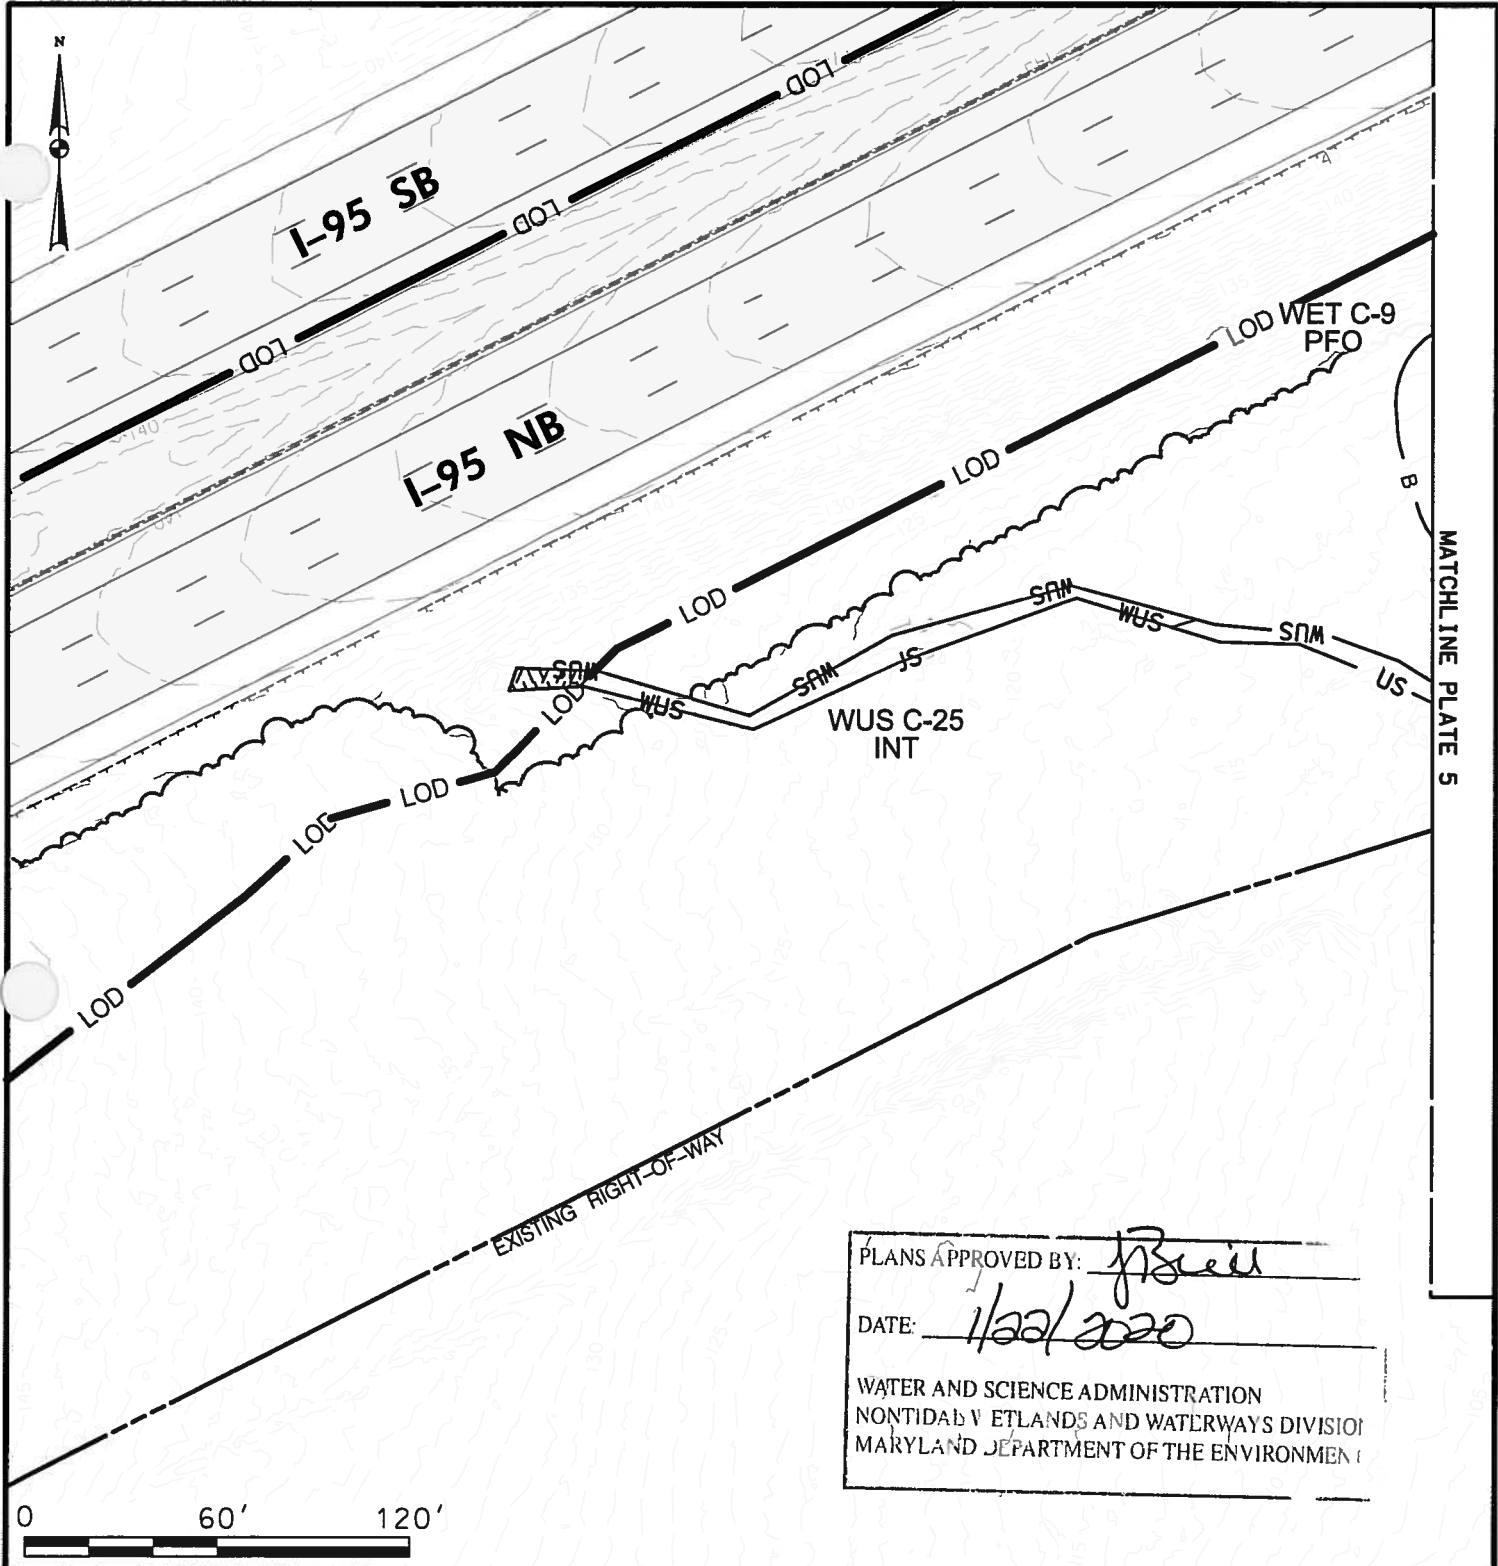 N
I-95 SB
LOD
LOD
LOD
LOD
I-95 NB
140
LOD
WET C-9
PFO
LOD
B
LOD
WUS
WUS
WUS
WUS
WUS
WUS
WUS
US
LOD
WUS C-25
INT
LOD
LOD
LOD
MATCHLINE PLATE 5
EXISTING RIGHT-OF-WAY
PLANS APPROVED BY:
DATE: 1/22/2020
WATER AND SCIENCE ADMINISTRATION
NONTIDAL WETLANDS AND WATERWAYS DIVISION
MARYLAND DEPARTMENT OF THE ENVIRONMENT
0 60' 120'